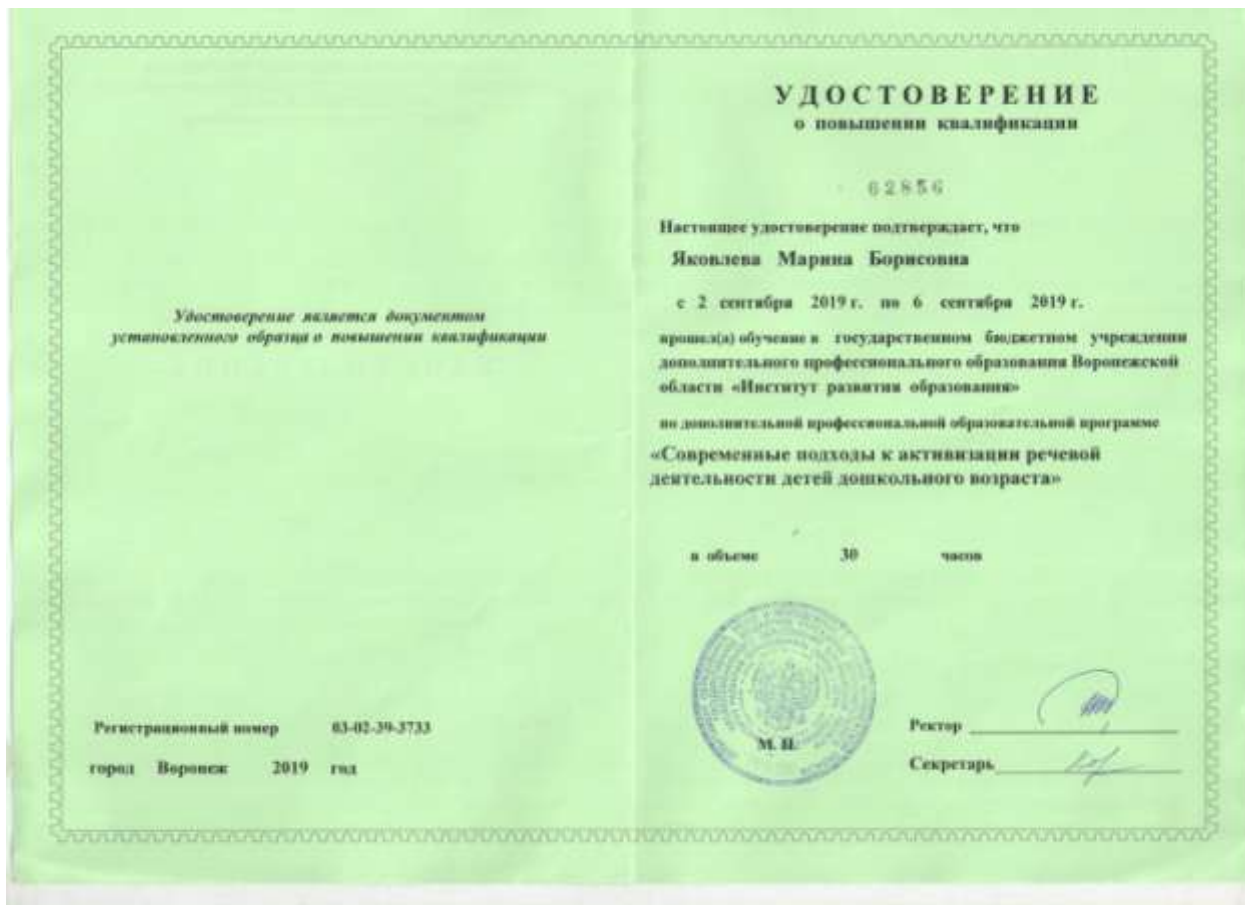 Удостоверение является документом
установленного образца о повышении квалификации
Регистрационный номер 03-02-39-3733
город Воронеж 2019 год
УДОСТОВЕРЕНИЕ
о повышении квалификации
62856
Настоящее удостоверение подтверждает, что
Яковлева Марина Борисовна
с 2 сентября 2019 г. по 6 сентября 2019 г.
прошел(а) обучение в государственном бюджетном учреждении
дополнительного профессионального образования Воронежской
области «Институт развития образования»
по дополнительной профессиональной образовательной программе
«Современные подходы к активизации речевой
деятельности детей дошкольного возраста»
в объеме 30 часов
М. П.
Ректор
Секретарь